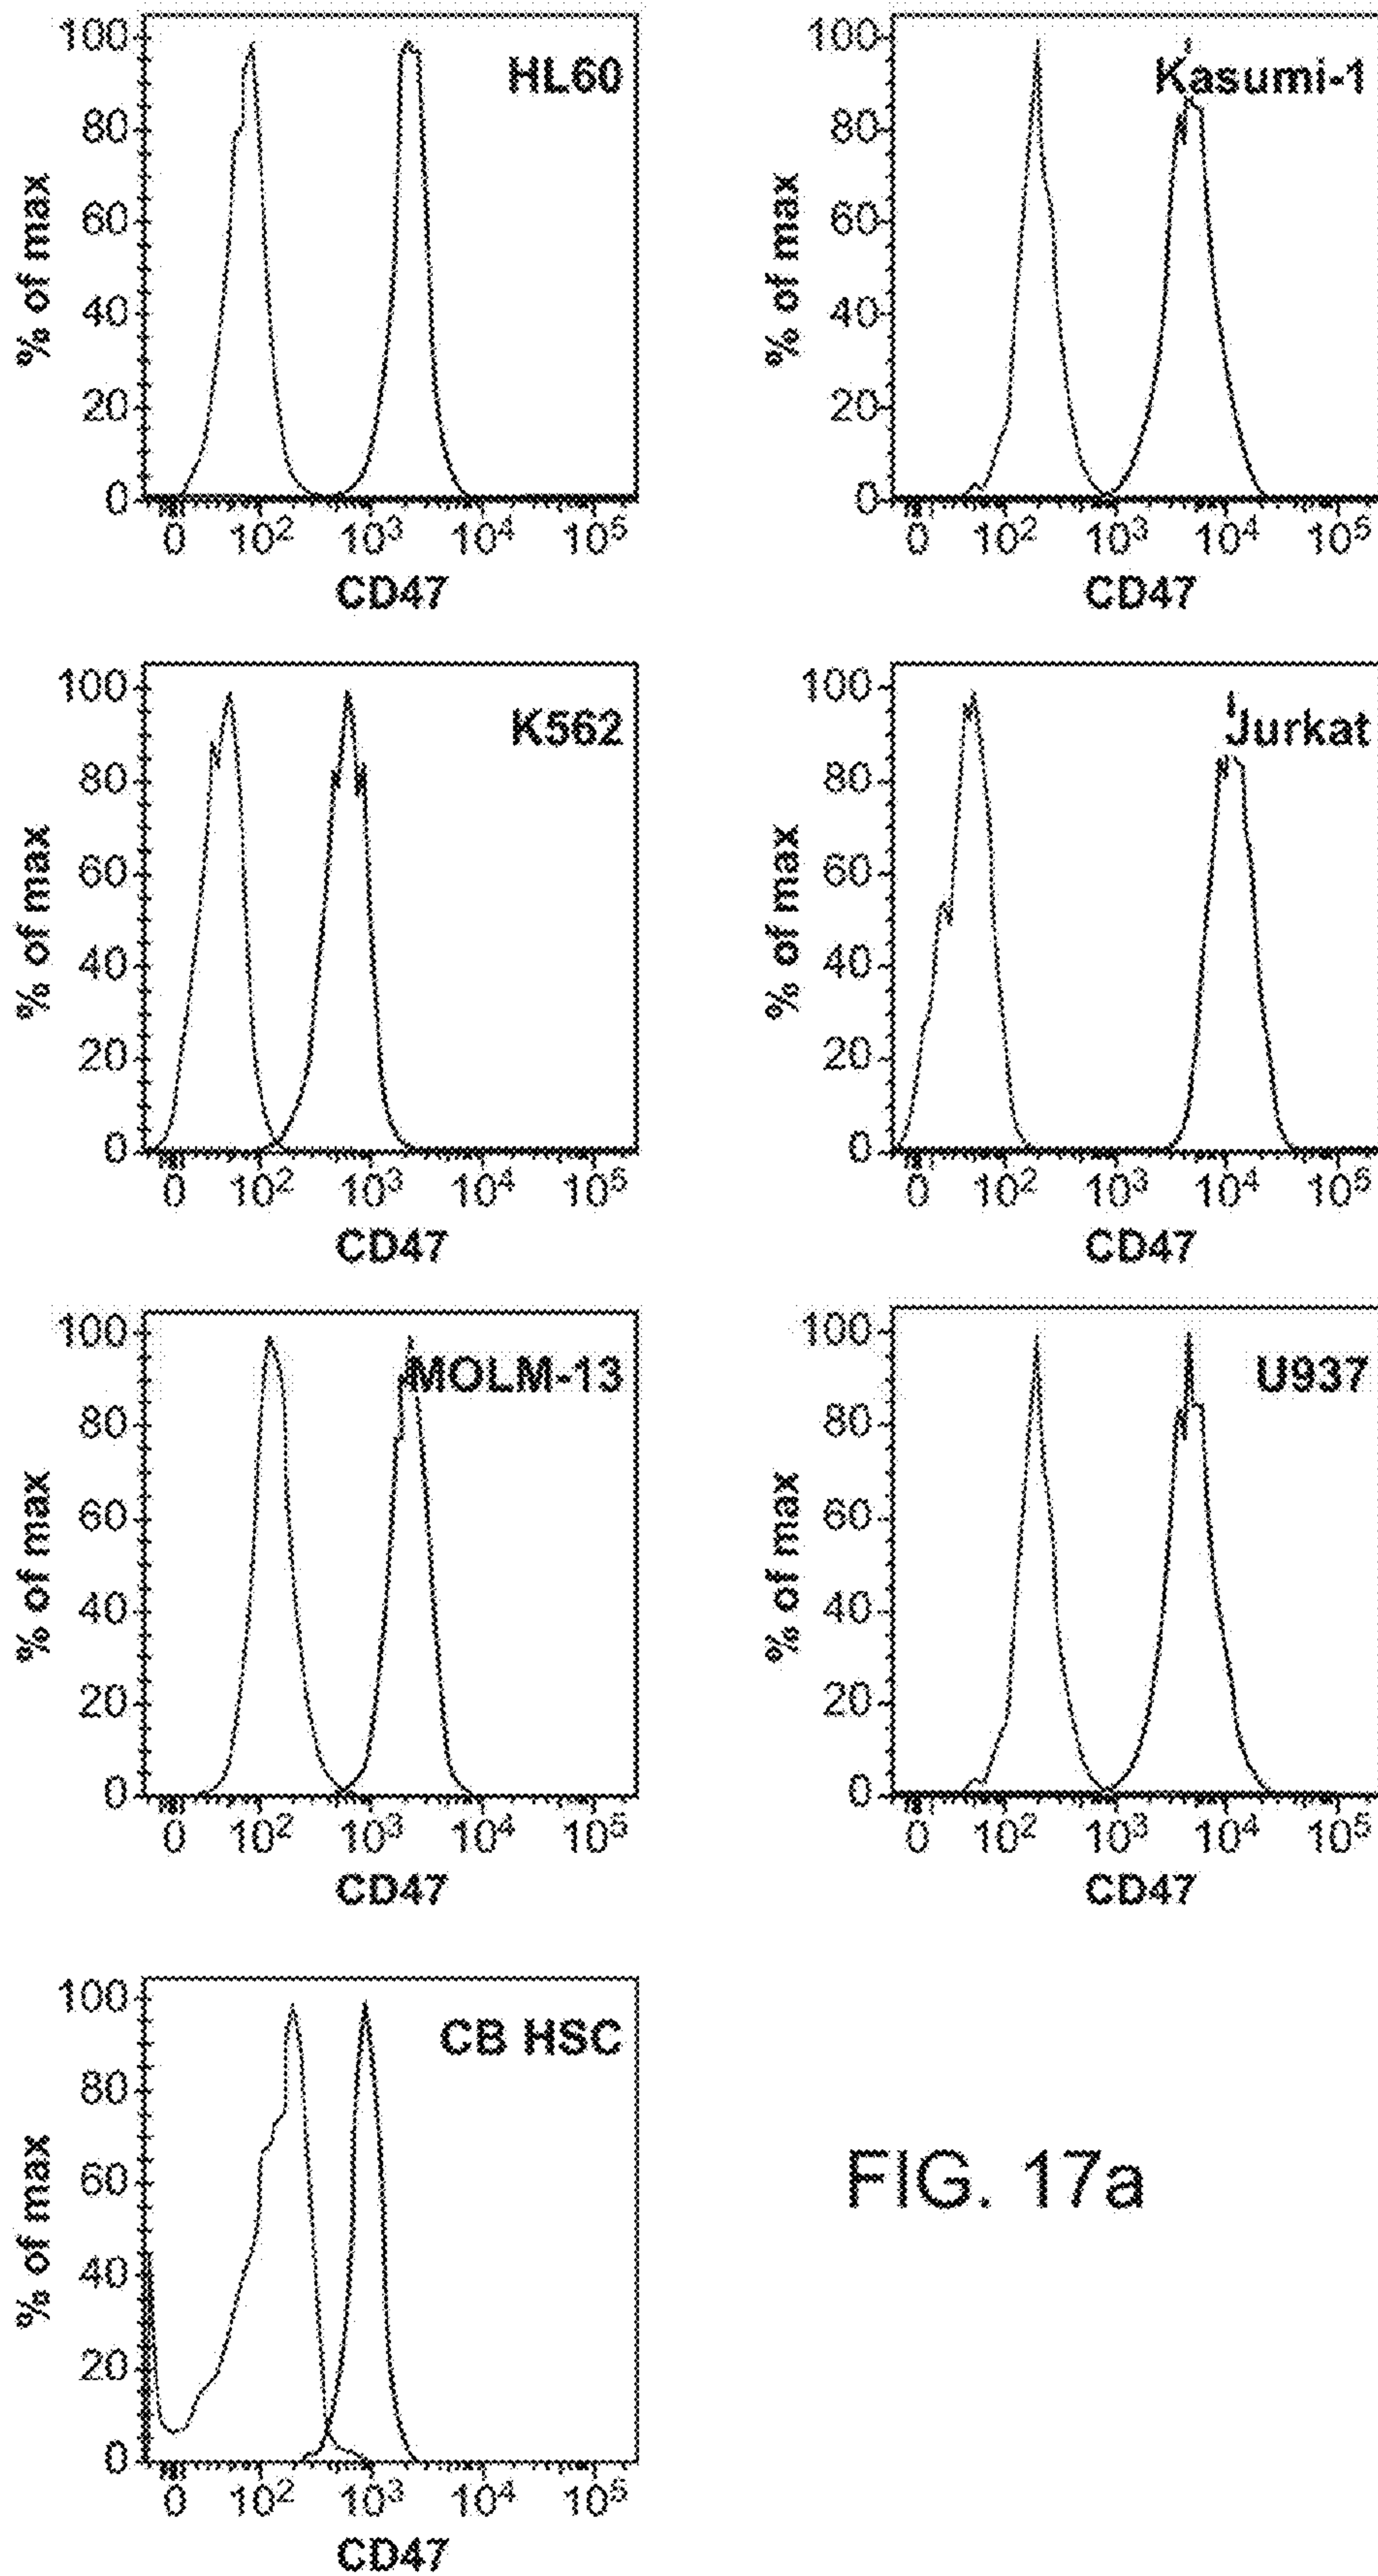 HL60
% of max
100
80
60
40
20
0
0 10² 10³ 10⁴ 10⁵
CD47
Kasumi-1
% of max
100
80
60
40
20
0
0 10² 10³ 10⁴ 10⁵
CD47
K562
% of max
100
80
60
40
20
0
0 10² 10³ 10⁴ 10⁵
CD47
Jurkat
% of max
100
80
60
40
20
0
0 10² 10³ 10⁴ 10⁵
CD47
MOLM-13
% of max
100
80
60
40
20
0
0 10² 10³ 10⁴ 10⁵
CD47
U937
% of max
100
80
60
40
20
0
0 10² 10³ 10⁴ 10⁵
CD47
CB HSC
% of max
100
80
60
40
20
0
0 10² 10³ 10⁴ 10⁵
CD47
FIG. 17a